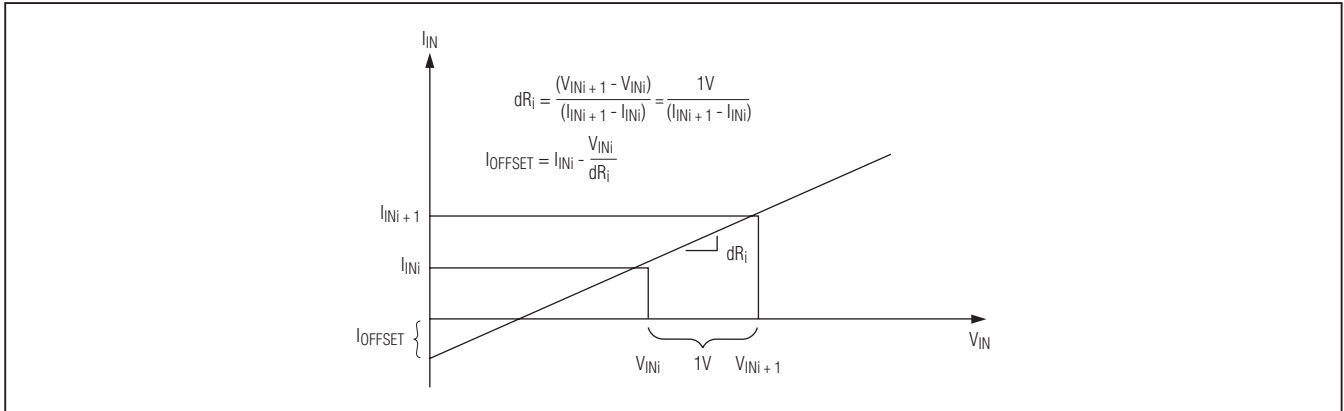 I_IN
dR_i = (V_INi + 1 - V_INi) / (I_INi + 1 - I_INi) = 1V / (I_INi + 1 - I_INi)
I_OFFSET = I_INi - V_INi / dR_i
I_INi + 1
dR_i
I_INi
I_OFFSET
V_IN
V_INi 1V V_INi + 1